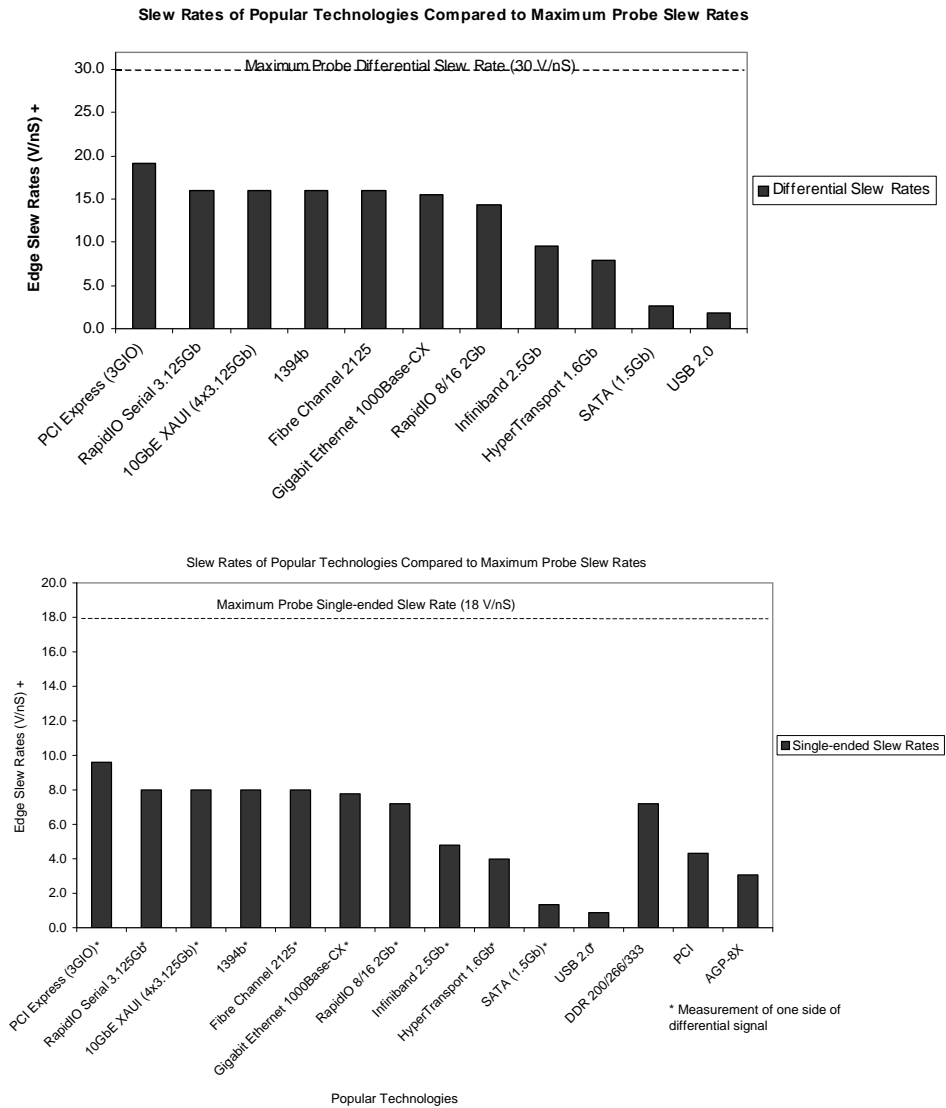 Slew Rates of Popular Technologies Compared to Maximum Probe Slew Rates
Maximum Probe Differential Slew Rate (30 V/nS)
Edge Slew Rates (V/nS) +
30.0
25.0
20.0
15.0
10.0
5.0
0.0
Differential Slew Rates
PCI Express (3GIO)
RapidIO Serial 3.125Gb
10GbE XAUI (4x3.125Gb)
1394b
Fibre Channel 2125
Gigabit Ethernet 1000Base-CX
RapidIO 8/16 2Gb
Infiniband 2.5Gb
HyperTransport 1.6Gb
SATA (1.5Gb)
USB 2.0
Slew Rates of Popular Technologies Compared to Maximum Probe Slew Rates
Maximum Probe Single-ended Slew Rate (18 V/nS)
Edge Slew Rates (V/nS) +
20.0
18.0
16.0
14.0
12.0
10.0
8.0
6.0
4.0
2.0
0.0
Single-ended Slew Rates
PCI Express (3GIO)*
RapidIO Serial 3.125Gb*
10GbE XAUI (4x3.125Gb)*
1394b*
Fibre Channel 2125*
Gigabit Ethernet 1000Base-CX*
RapidIO 8/16 2Gb*
Infiniband 2.5Gb*
HyperTransport 1.6Gb*
SATA (1.5Gb)*
USB 2.0*
DDR 200/266/333
PCI
AGP-8X
* Measurement of one side of
differential signal
Popular Technologies